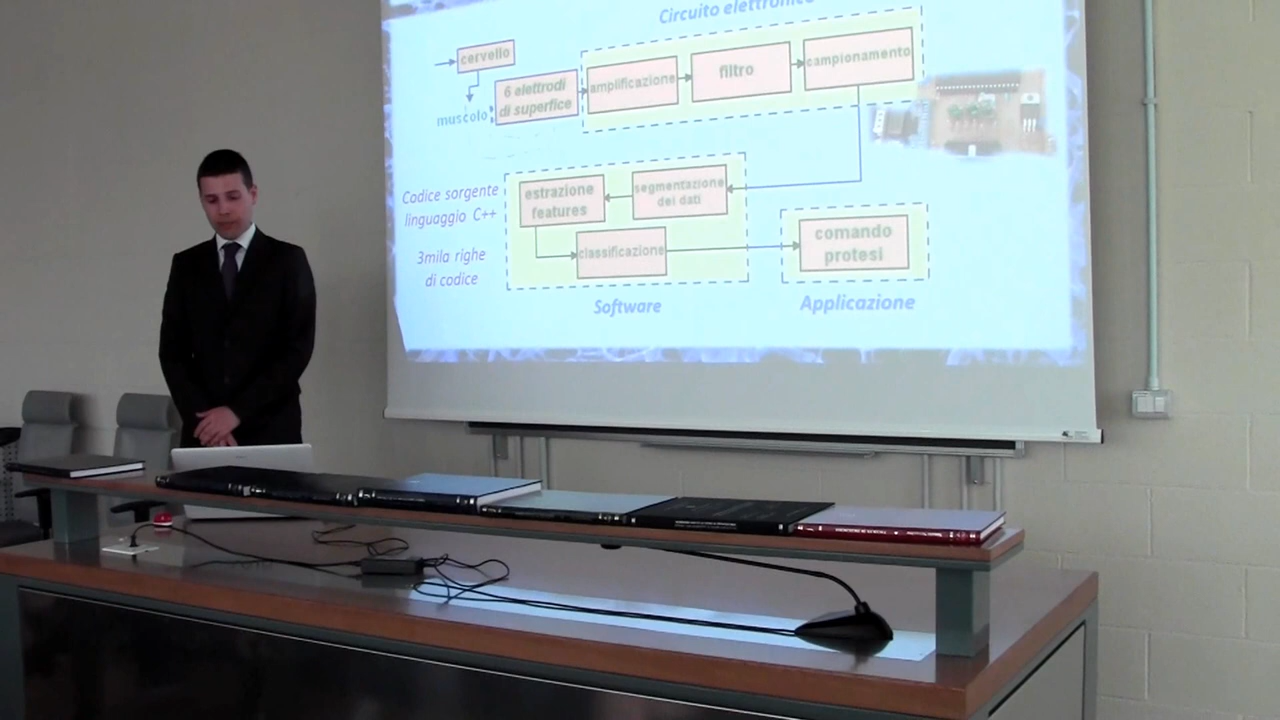 Circuito elettronico
cervello
6 elettrodi
di superfice
amplificazione
filtro
campionamento
muscolo
Codice sorgente
linguaggio C++
3mila righe
di codice
estrazione
features
segmentazione
dei dati
classificazione
comando
protesi
Software
Applicazione